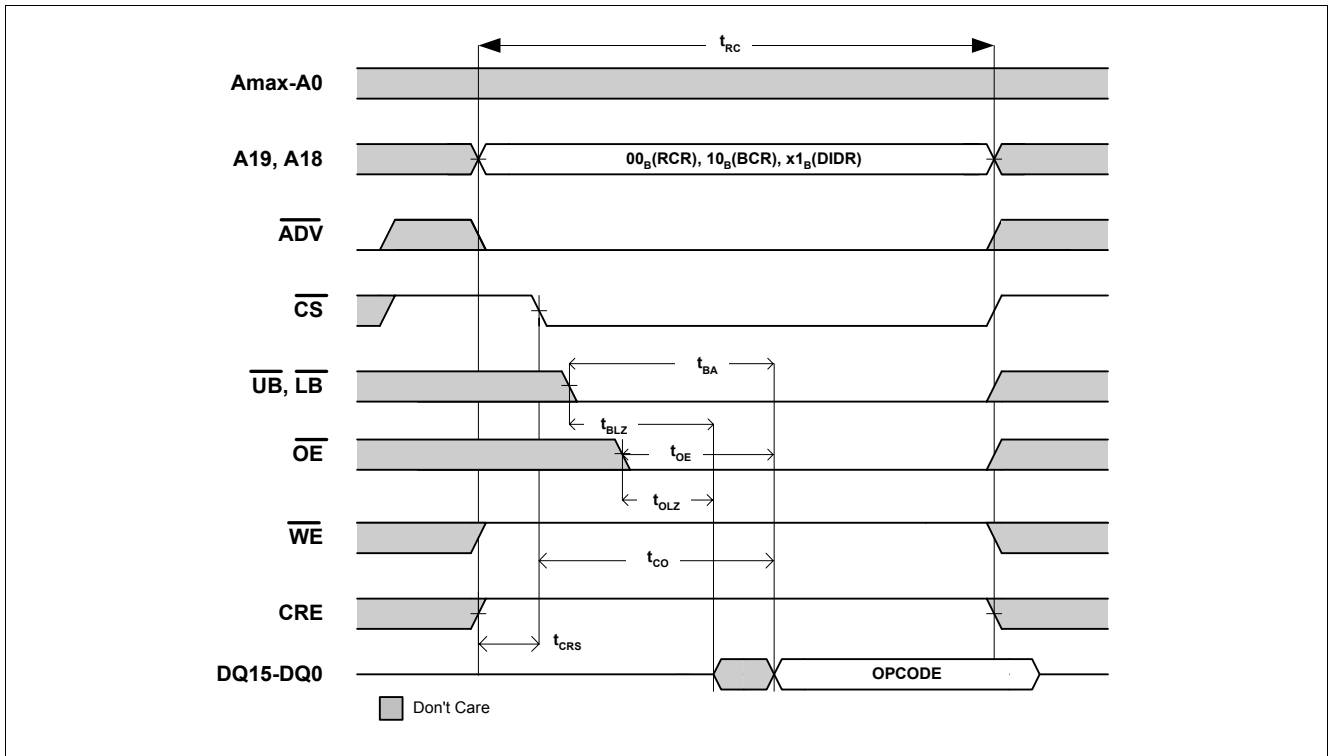 tRC
Amax-A0
A19, A18
00B(RCR), 10B(BCR), x1B(DIDR)
ADV
CS
tBA
UB, LB
tBLZ
OE
tOE
tOLZ
WE
tCO
CRE
tCRS
DQ15-DQ0
OPCODE
Don't Care